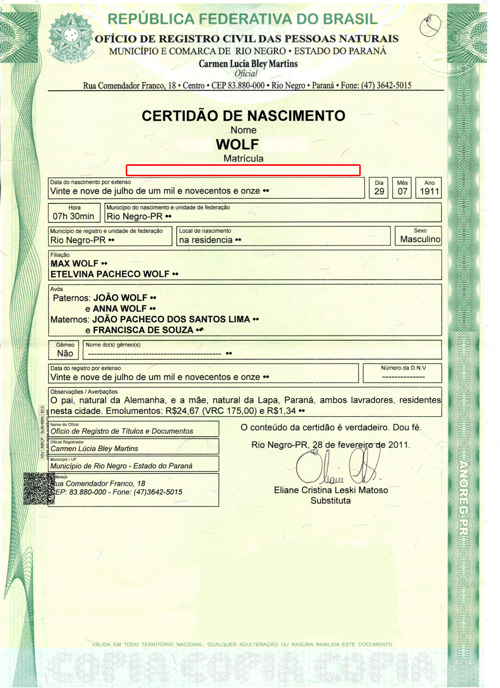 REPÚBLICA FEDERATIVA DO BRASIL
OFÍCIO DE REGISTRO CIVIL DAS PESSOAS NATURAIS
MUNICÍPIO E COMARCA DE RIO NEGRO • ESTADO DO PARANÁ
Carmen Lucia Bley Martins
Oficial
Rua Comendador Franco, 18 • Centro • CEP 83.880-000 • Rio Negro • Paraná • Fone: (47) 3642-5015
CERTIDÃO DE NASCIMENTO
Nome
WOLF
Matrícula
Data do nascimento por extenso Dia Mês Ano
Vinte e nove de julho de um mil e novecentos e onze •• 29 07 1911
Hora Município do nascimento e unidade de federação
07h 30min Rio Negro-PR ••
Município de registro e unidade de federação Local de nascimento Sexo
Rio Negro-PR •• na residencia •• Masculino
Filiação
MAX WOLF ••
ETELVINA PACHECO WOLF ••
Avós
Paternos: JOÃO WOLF ••
e ANNA WOLF ••
Maternos: JOÃO PACHECO DOS SANTOS LIMA ••
e FRANCISCA DE SOUZA ••
Gêmeo Nome do(s) gêmeo(s)
Não ---------------------------------------- ••
Data do registro por extenso Número da D.N.V
Vinte e nove de julho de um mil e novecentos e onze •• --------------
Observações / Averbações
O pai, natural da Alemanha, e a mãe, natural da Lapa, Paraná, ambos lavradores, residentes
nesta cidade. Emolumentos: R$24,67 (VRC 175,00) e R$1,34 ••
Nome do Ofício
Ofício de Registro de Títulos e Documentos
Oficial Registrador
Carmen Lúcia Bley Martins
Município / UF
Município de Rio Negro - Estado do Paraná
Rua Comendador Franco, 18
CEP: 83.880-000 - Fone: (47)3642-5015
O conteúdo da certidão é verdadeiro. Dou fé.
Rio Negro-PR, 28 de fevereiro de 2011.
Eliane Cristina Leski Matoso
Substituta
ANOREG-PR
VÁLIDA EM TODO TERRITÓRIO NACIONAL. QUALQUER ADULTERAÇÃO OU RASURA INVALIDA ESTE DOCUMENTO
COPIA COPIA COPIA